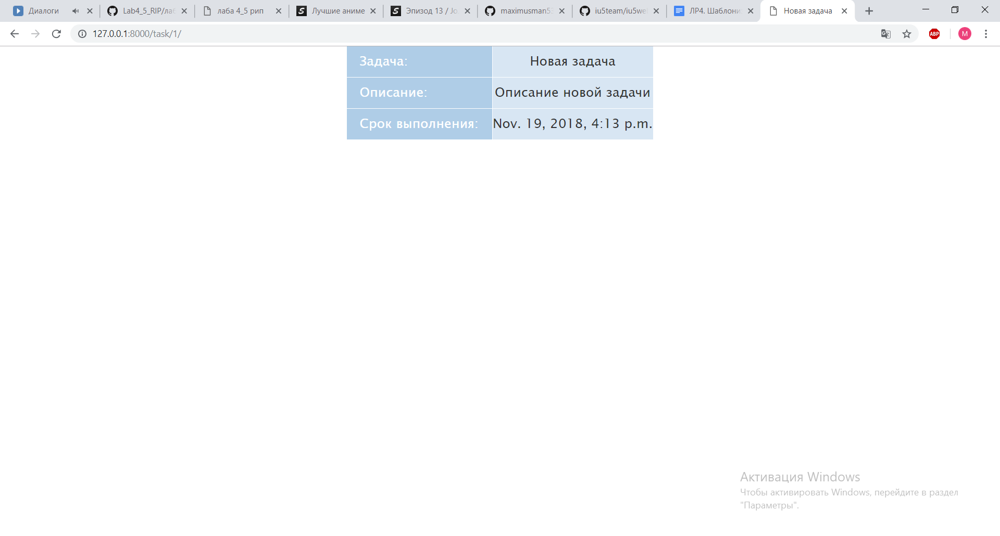 Диалоги
Lab4_5_RIP/ла
лаба 4_5 рип
Лучшие аниме
Эпизод 13 / Jo
maximusman5
iu5team/iu5we
ЛР4. Шаблони
Новая задача
127.0.0.1:8000/task/1/
ABP
M
Задача: Новая задача
Описание: Описание новой задачи
Срок выполнения: Nov. 19, 2018, 4:13 p.m.
Активация Windows
Чтобы активировать Windows, перейдите в раздел
"Параметры".